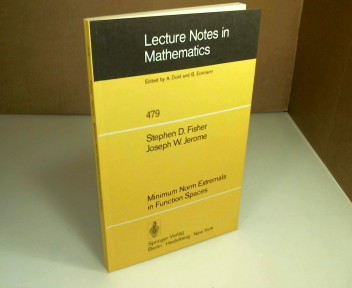 Lecture Notes in
Mathematics
Edited by A. Dold and B. Eckmann
479
Stephen D. Fisher
Joseph W. Jerome
Minimum Norm Extremals
in Function Spaces
Springer-Verlag
Berlin · Heidelberg · New York